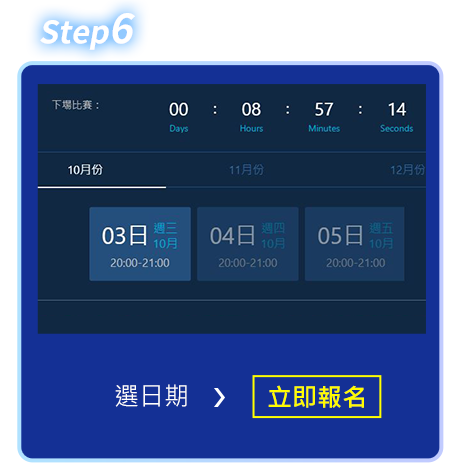 Step6
下場比賽： 00 : 08 : 57 : 14
Days Hours Minutes Seconds
10月份 11月份 12月份
03日 週三 10月 20:00-21:00
04日 週四 10月 20:00-21:00
05日 週五 10月 20:00-21:00
選日期 › 立即報名